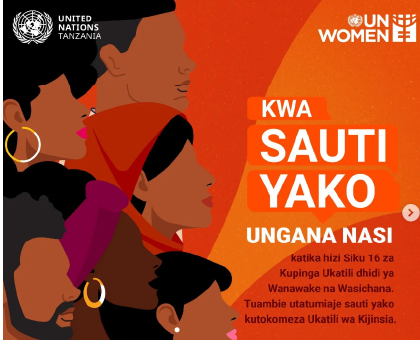 UNITED
NATIONS
TANZANIA
UN
WOMEN
KWA
SAUTI
YAKO
UNGANA NASI
katika hizi Siku 16 za
Kupinga Ukatili dhidi ya
Wanawake na Wasichana.
Tuambie utatumiaje sauti yako
kutokomeza Ukatili wa Kijinsia.